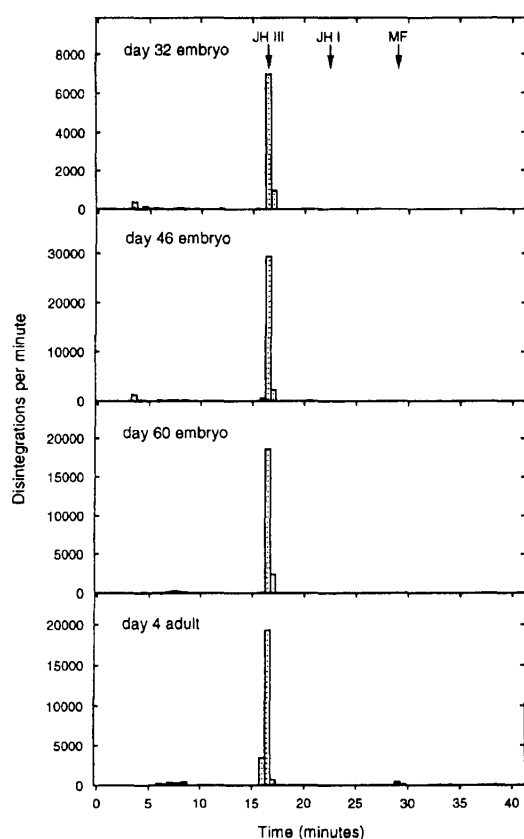 JH III JH I MF
day 32 embryo
8000
6000
4000
2000
0
day 46 embryo
30000
20000
10000
0
Disintegrations per minute
day 60 embryo
20000
15000
10000
5000
0
day 4 adult
20000
15000
10000
5000
0
0 5 10 15 20 25 30 35 40
Time (minutes)